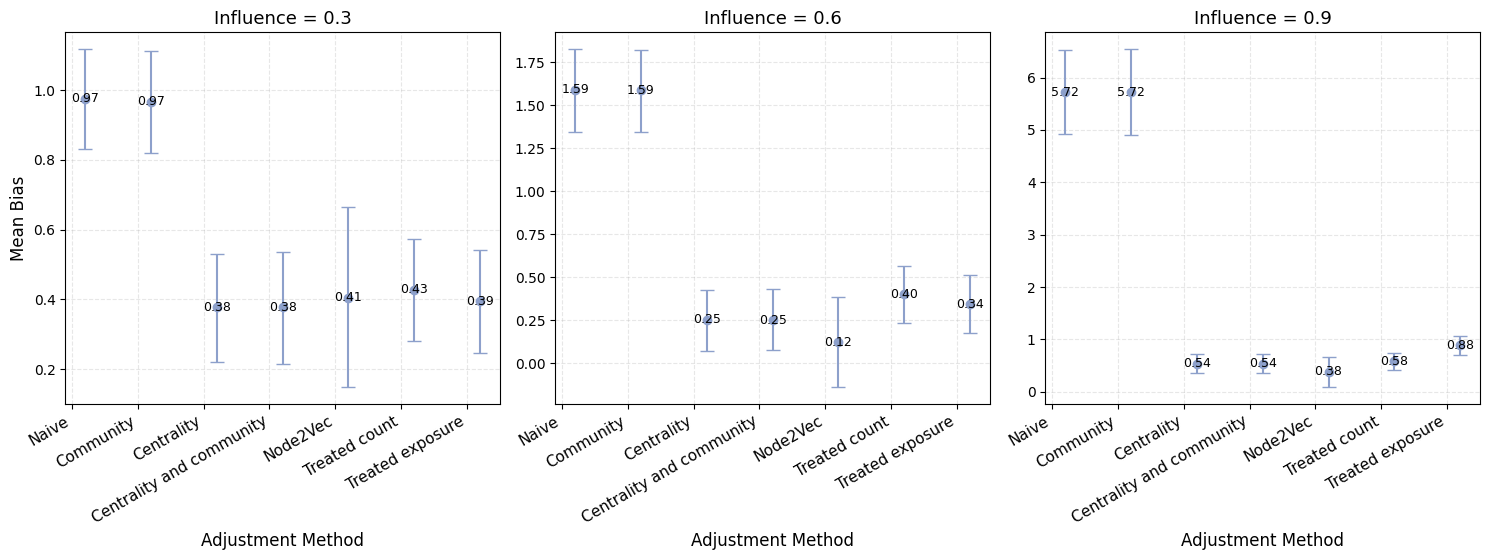 Influence = 0.3
Mean Bias
1.0
0.8
0.6
0.4
0.2
0.97
0.97
0.38
0.38
0.41
0.43
0.39
Naive
Community
Centrality
Centrality and community
Node2Vec
Treated count
Treated exposure
Adjustment Method
Influence = 0.6
1.75
1.50
1.25
1.00
0.75
0.50
0.25
0.00
1.59
1.59
0.25
0.25
0.12
0.40
0.34
Naive
Community
Centrality
Centrality and community
Node2Vec
Treated count
Treated exposure
Adjustment Method
Influence = 0.9
6
5
4
3
2
1
0
5.72
5.72
0.54
0.54
0.38
0.58
0.88
Naive
Community
Centrality
Centrality and community
Node2Vec
Treated count
Treated exposure
Adjustment Method